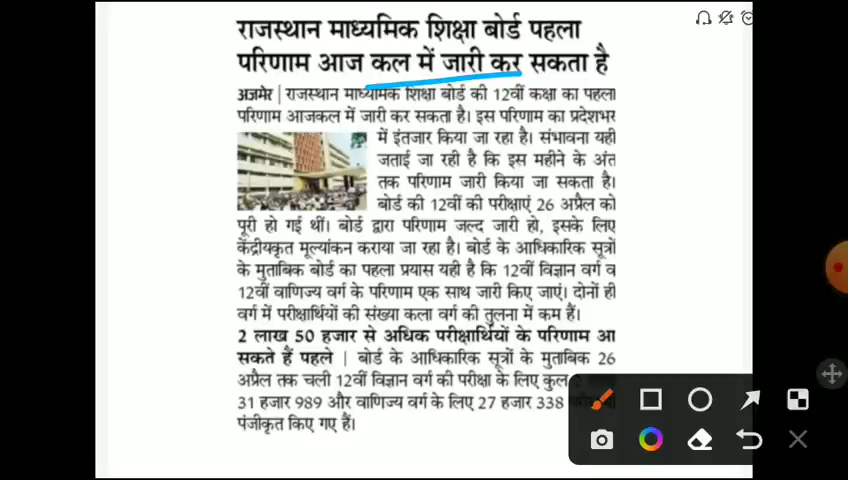 राजस्थान माध्यमिक शिक्षा बोर्ड पहला
परिणाम आज कल में जारी कर सकता है
अजमेर | राजस्थान माध्यमिक शिक्षा बोर्ड की 12वीं कक्षा का पहला
परिणाम आजकल में जारी कर सकता है। इस परिणाम का प्रदेशभर
में इंतजार किया जा रहा है। संभावना यही
जताई जा रही है कि इस महीने के अंत
तक परिणाम जारी किया जा सकता है।
बोर्ड की 12वीं की परीक्षाएं 26 अप्रैल को
पूरी हो गई थीं। बोर्ड द्वारा परिणाम जल्द जारी हो, इसके लिए
केंद्रीयकृत मूल्यांकन कराया जा रहा है। बोर्ड के आधिकारिक सूत्रों
के मुताबिक बोर्ड का पहला प्रयास यही है कि 12वीं विज्ञान वर्ग व
12वीं वाणिज्य वर्ग के परिणाम एक साथ जारी किए जाएं। दोनों ही
वर्ग में परीक्षार्थियों की संख्या कला वर्ग की तुलना में कम हैं।
2 लाख 50 हजार से अधिक परीक्षार्थियों के परिणाम आ
सकते हैं पहले | बोर्ड के आधिकारिक सूत्रों के मुताबिक 26
अप्रैल तक चली 12वीं विज्ञान वर्ग की परीक्षा के लिए कुल
31 हजार 989 और वाणिज्य वर्ग के लिए 27 हजार 338
पंजीकृत किए गए हैं।